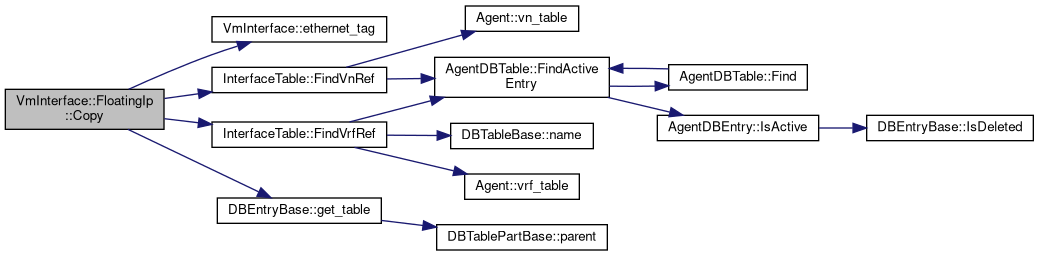 VmInterface::FloatingIp
::Copy
VmInterface::ethernet_tag
InterfaceTable::FindVnRef
InterfaceTable::FindVrfRef
DBEntryBase::get_table
Agent::vn_table
AgentDBTable::FindActive
Entry
DBTableBase::name
Agent::vrf_table
DBTablePartBase::parent
AgentDBTable::Find
AgentDBEntry::IsActive
DBEntryBase::IsDeleted